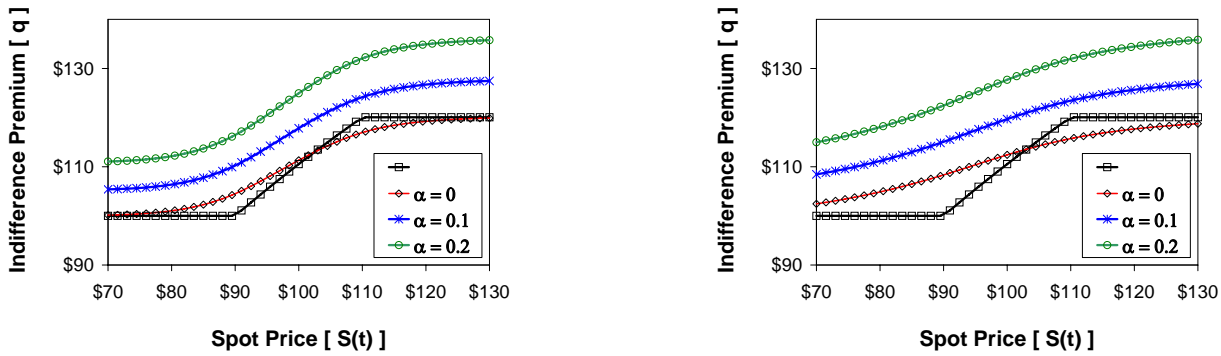 Indifference Premium [ q]
$130
$110
$90
α = 0
α = 0.1
α = 0.2
$70 $80 $90 $100 $110 $120 $130
Spot Price [ S(t) ]
Indifference Premium [ q]
$130
$110
$90
α = 0
α = 0.1
α = 0.2
$70 $80 $90 $100 $110 $120 $130
Spot Price [ S(t) ]